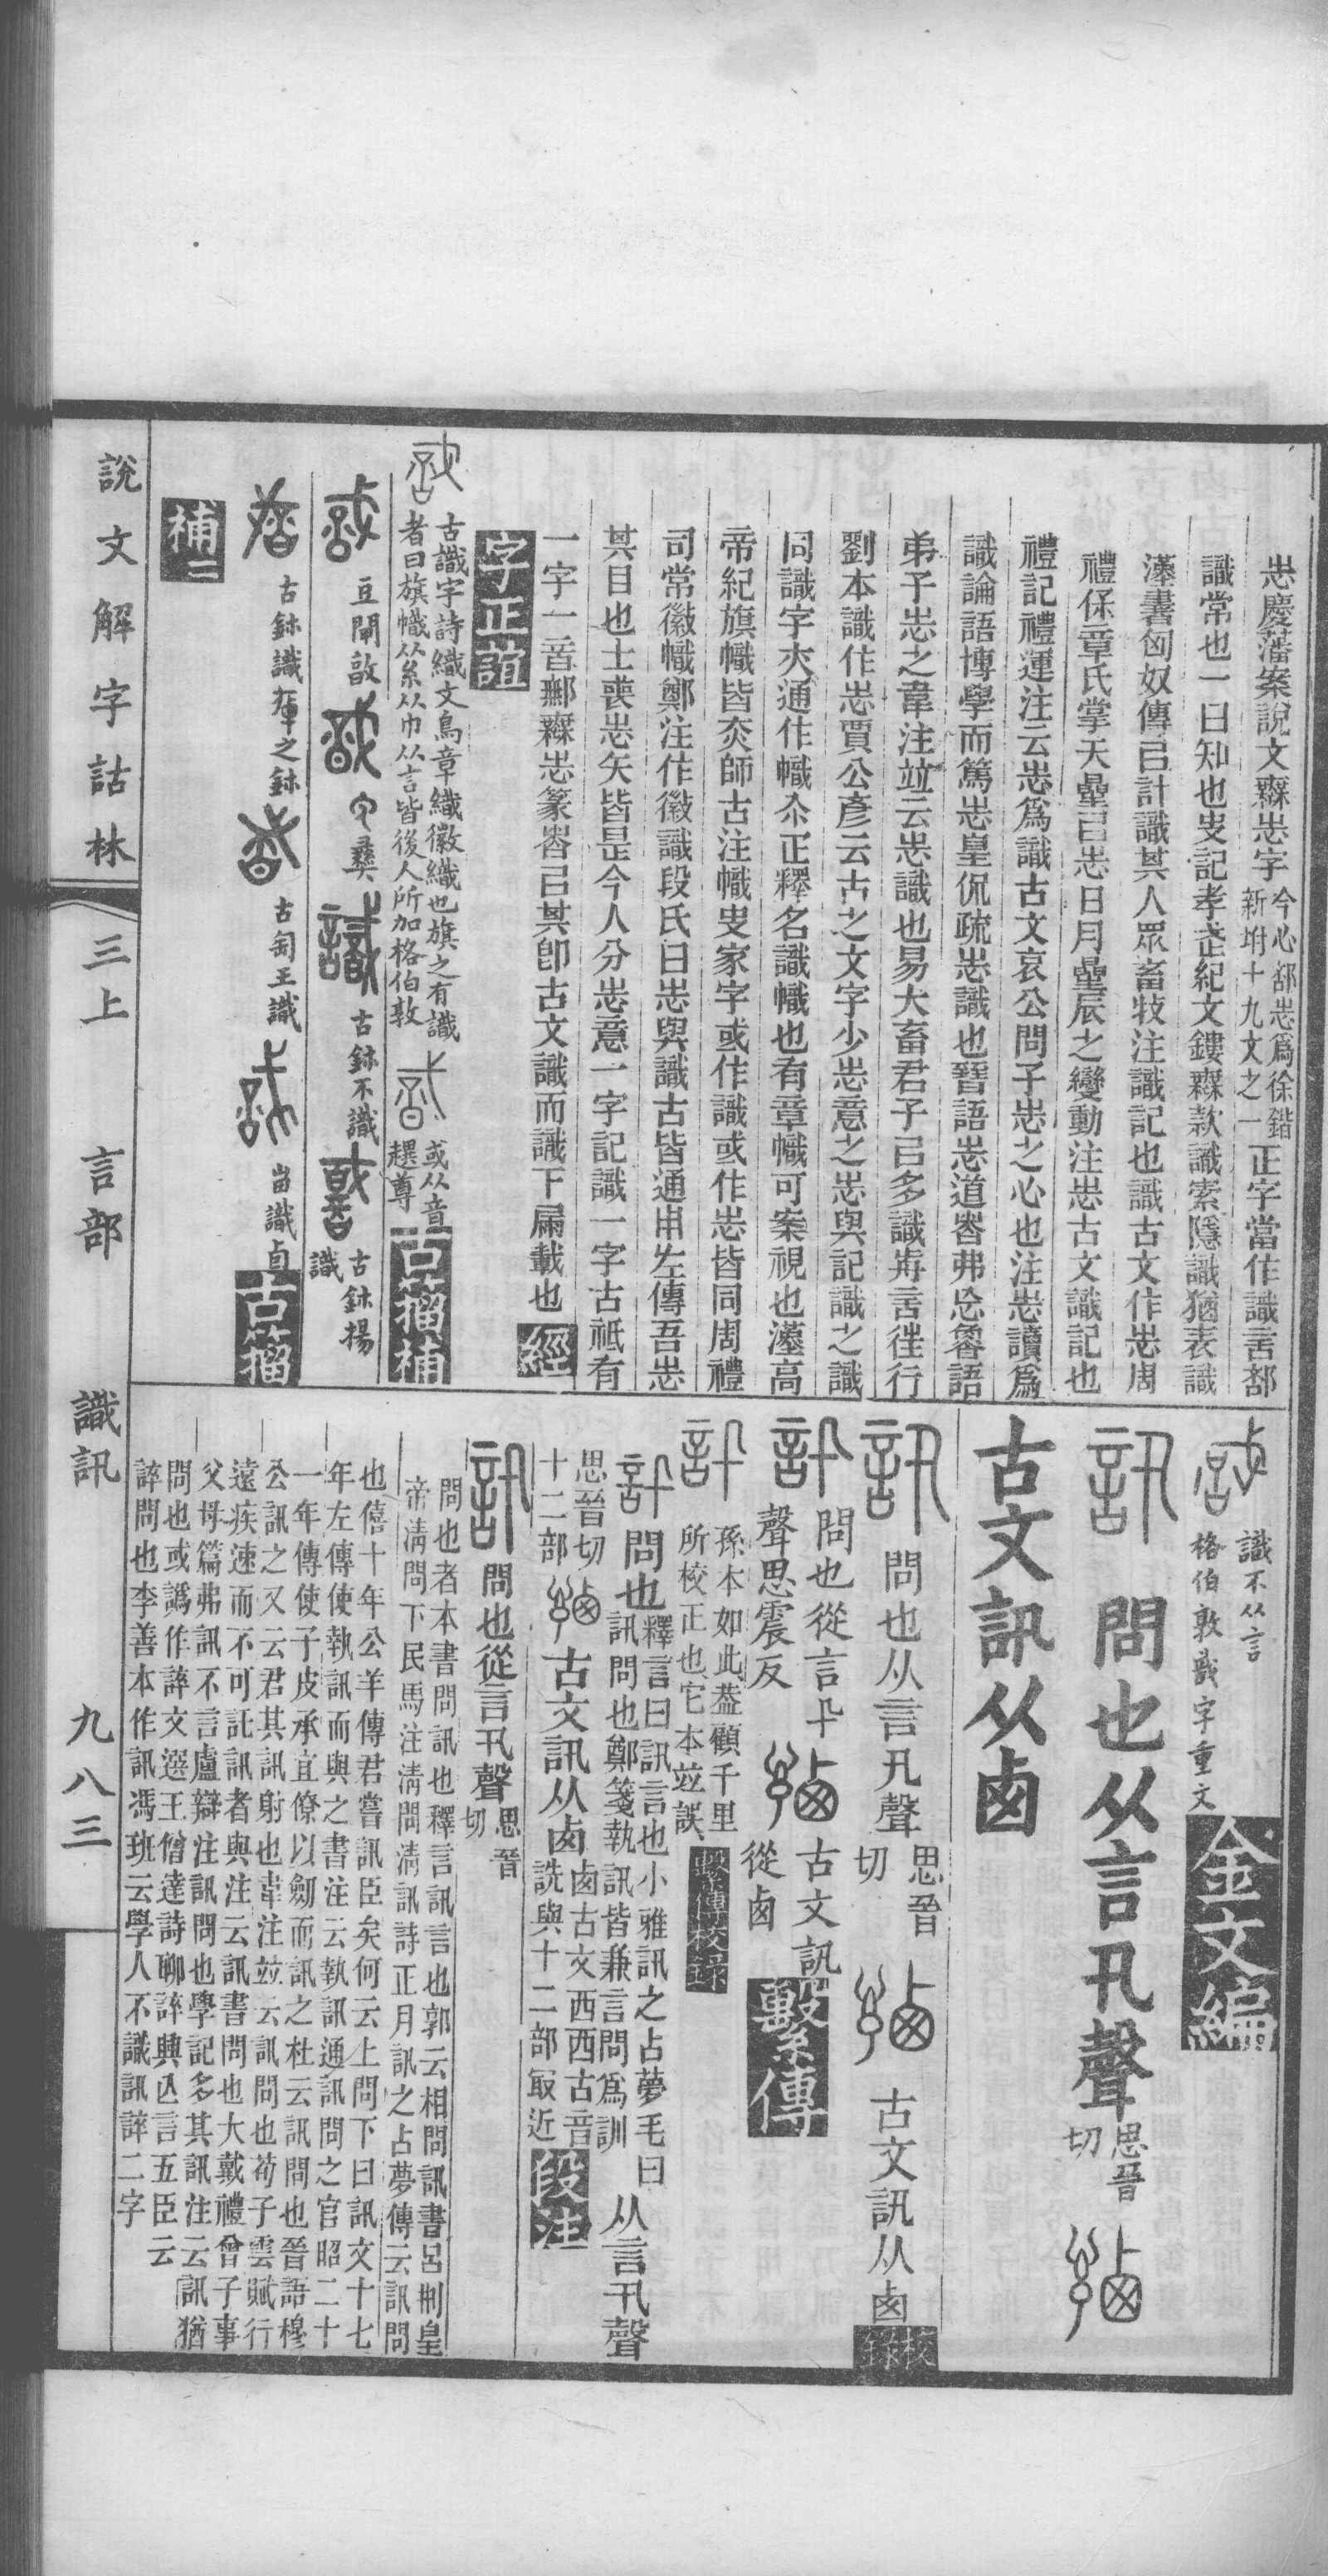 志慶藩案說文無志字
今心部志爲徐鍇
新坿十九文之一
正字當作識言部
識常也一曰知也史記孝武紀文鏤無款識索隱識猶表識
漢書匈奴傳㠯計識其人眾畜牧注識記也識古文作志周
禮保章氏掌天星㠯志日月星辰之變動注志古文識記也
禮記禮運注云志爲識古文哀公問子志之心也注志讀爲
識論語博學而篤志皇侃疏志識也晉語志道者弗忘魯語
弟子志之韋注竝云志識也易大畜君子㠯多識歬言往行
劉本識作志賈公彥云古之文字少志意之志與記識之識
同識字亦通作幟亦正釋名識幟也有章幟可案視也漢高
帝紀旗幟皆赤師古注幟史家字或作識或作志皆同周禮
司常徽幟鄭注作徽識段氏曰志與識古皆通用左傳吾志
其目也士喪志矢皆是今人分志意一字記識一字古祇有
一字一音鄦無志篆者㠯其卽古文識而識下扁載也
經
字正誼
古識字詩織文鳥章織徽織也旗之有識
者曰旗幟从糸从巾从言皆後人所加格伯敦
或从音
趩尊
古籀補
豆閉敦
彝
古鉢不識
古鉢楊
識
古鉢識之鉢
古匋王識
古籀
補二
識不从言
格伯敦戠字重文
金文編
訊
問也从言卂聲
思晉
切
古文訊从鹵
訊
問也从言卂聲
思晉
切
古文訊从鹵
校
錄
問也從言卂
聲思震反
古文訊
從鹵
繫傳
孫本如此葢顧千里
所校正也它本竝誤
繫傳校錄
問也
釋言曰訊言也小雅訊之占夢毛曰
訊問也鄭箋執訊皆兼言問爲訓
从言卂聲
思晉切
十二部
古文訊从鹵
鹵古文西西古音
詵與十二部冣近
段注
訊
問也從言卂聲
思晉
切
問也者本書問訊也釋言訊言也郭云相問訊書呂刑皇
帝淸問下民馬注淸問淸訊詩正月訊之占夢傳云訊問
也僖十年公羊傳君嘗訊臣矣何云上問下曰訊文十七
年左傳使執訊而與之書注云執訊通訊問之官昭二十
一年傳使子皮承宜僚以劒而訊之杜云訊問也晉語穆
公訊之又云君其訊射也韋注竝云訊問也荀子雲賦行
遠疾速而不可託訊者與注云訊書問也大戴禮曾子事
父母篇弗訊不言盧辯注訊問也學記多其訊注云訊猶
問也或譌作誶文選王僧達詩聊誶興亡言五臣云
誶問也李善本作訊馮班云學人不識訊誶二字
說文解字詁林
三上
言部
識訊
九八三